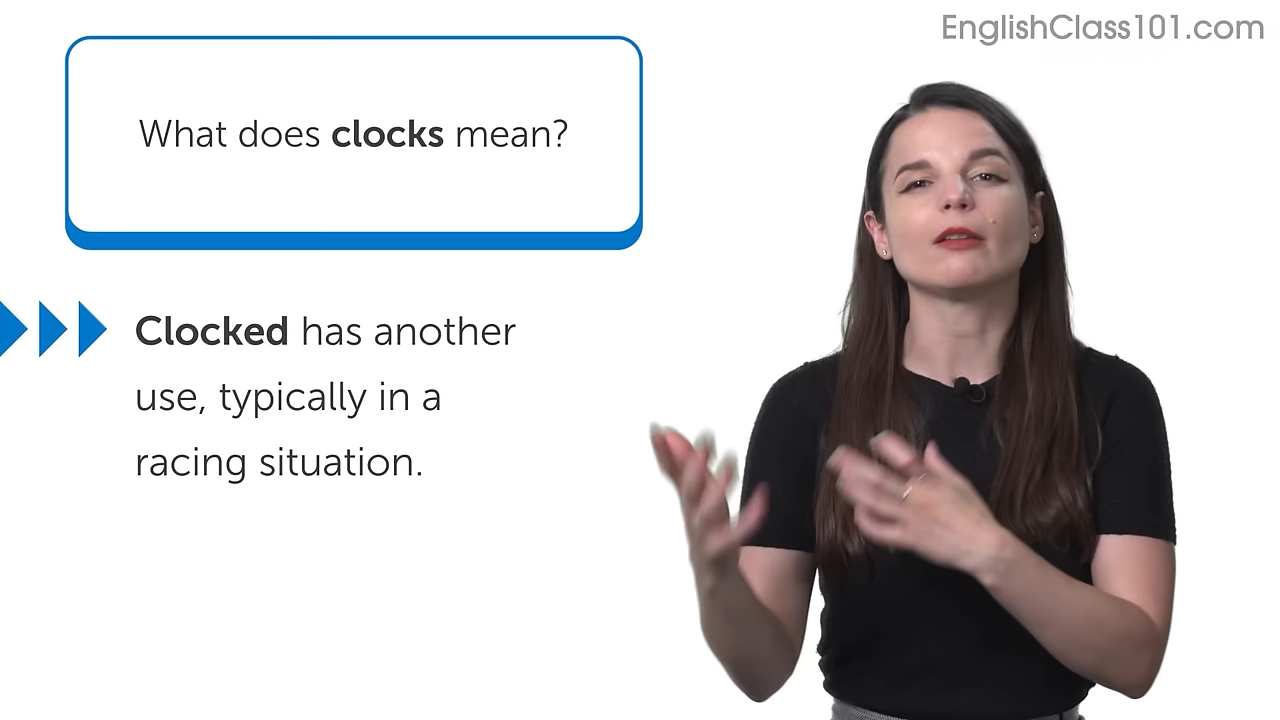 EnglishClass101.com
What does clocks mean?
Clocked has another
use, typically in a
racing situation.